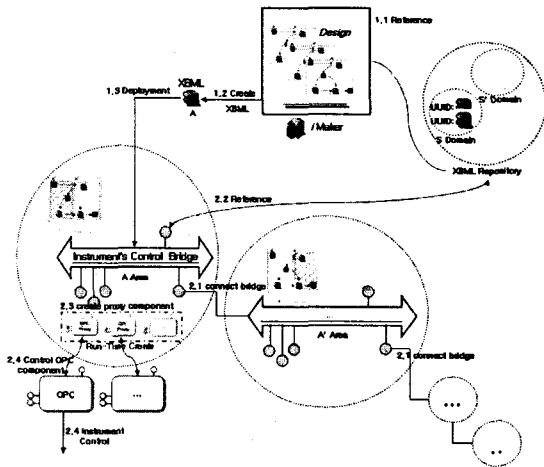 1,1 Reference
Design
XBML
A
1,3 Deployment
1,2 Create
XBML
i Maker
S' Domain
UUID:
UUID:
S Domain
XBML Repository
2,2 Reference
Instrument's Control Bridge
A Area
2,1 connect bridge
2,3 create proxy component
Run-Time Create
A' Area
2,1 connect bridge
2,4 Control OPC
component
OPC
...
2,4 Instrument
Control
...
..